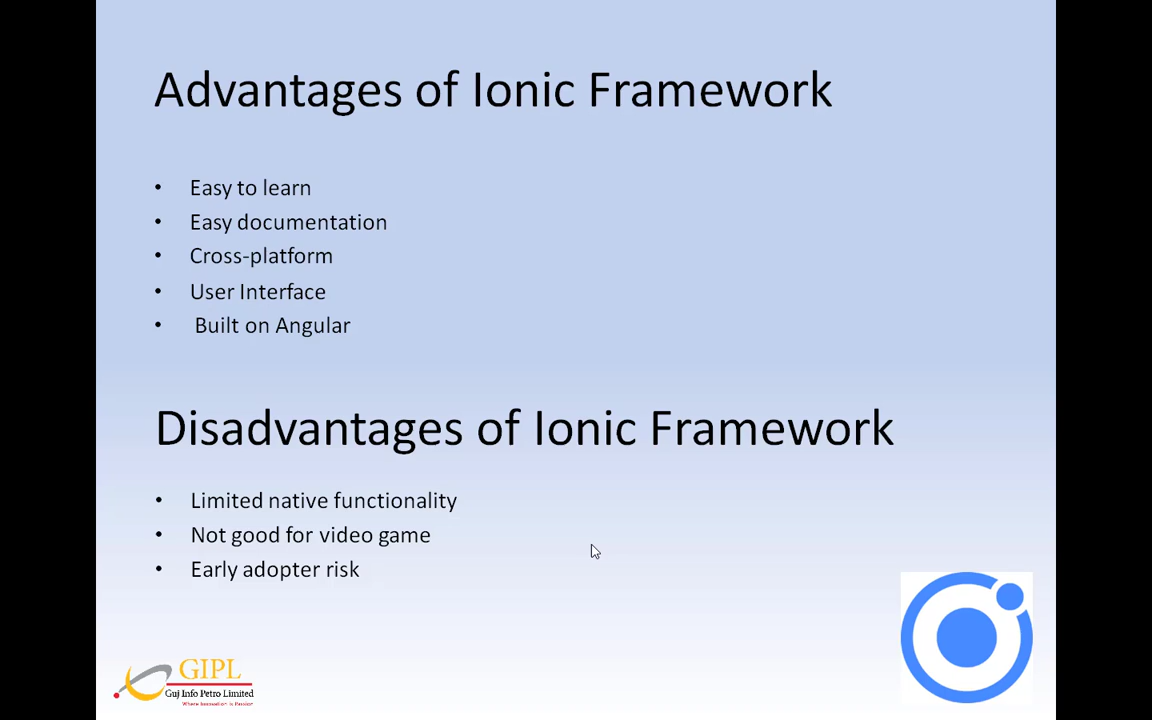 Advantages of Ionic Framework
• Easy to learn
• Easy documentation
• Cross-platform
• User Interface
• Built on Angular
Disadvantages of Ionic Framework
• Limited native functionality
• Not good for video game
• Early adopter risk
GIPL
Guj Info Petro Limited
Where Innovation is Passion